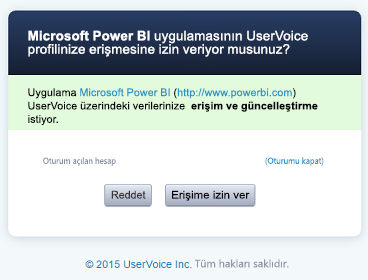 Microsoft Power BI uygulamasının UserVoice
profilinize erişmesine izin veriyor musunuz?
Uygulama Microsoft Power BI (http://www.powerbi.com)
UserVoice üzerindeki verilerinize erişim ve güncelleştirme
istiyor.
Oturum açılan hesap (Oturumu kapat)
Reddet Erişime izin ver
© 2015 UserVoice Inc. Tüm hakları saklıdır.